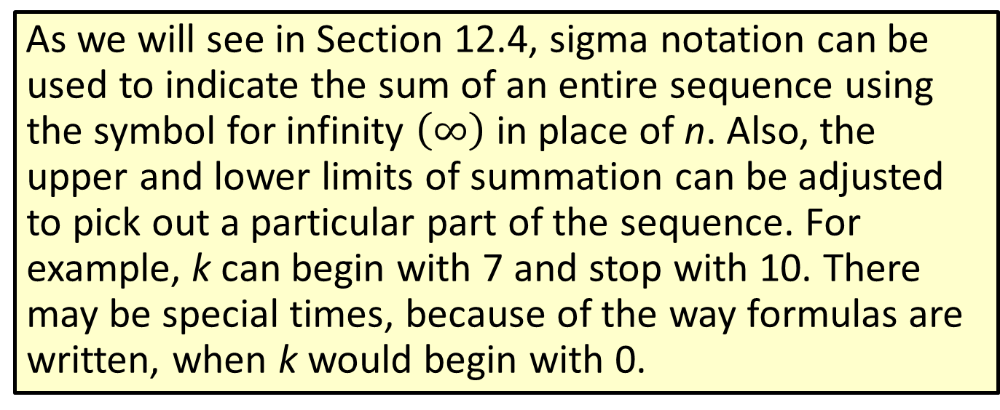 As we will see in Section 12.4, sigma notation can be
used to indicate the sum of an entire sequence using
the symbol for infinity (∞) in place of n. Also, the
upper and lower limits of summation can be adjusted
to pick out a particular part of the sequence. For
example, k can begin with 7 and stop with 10. There
may be special times, because of the way formulas are
written, when k would begin with 0.